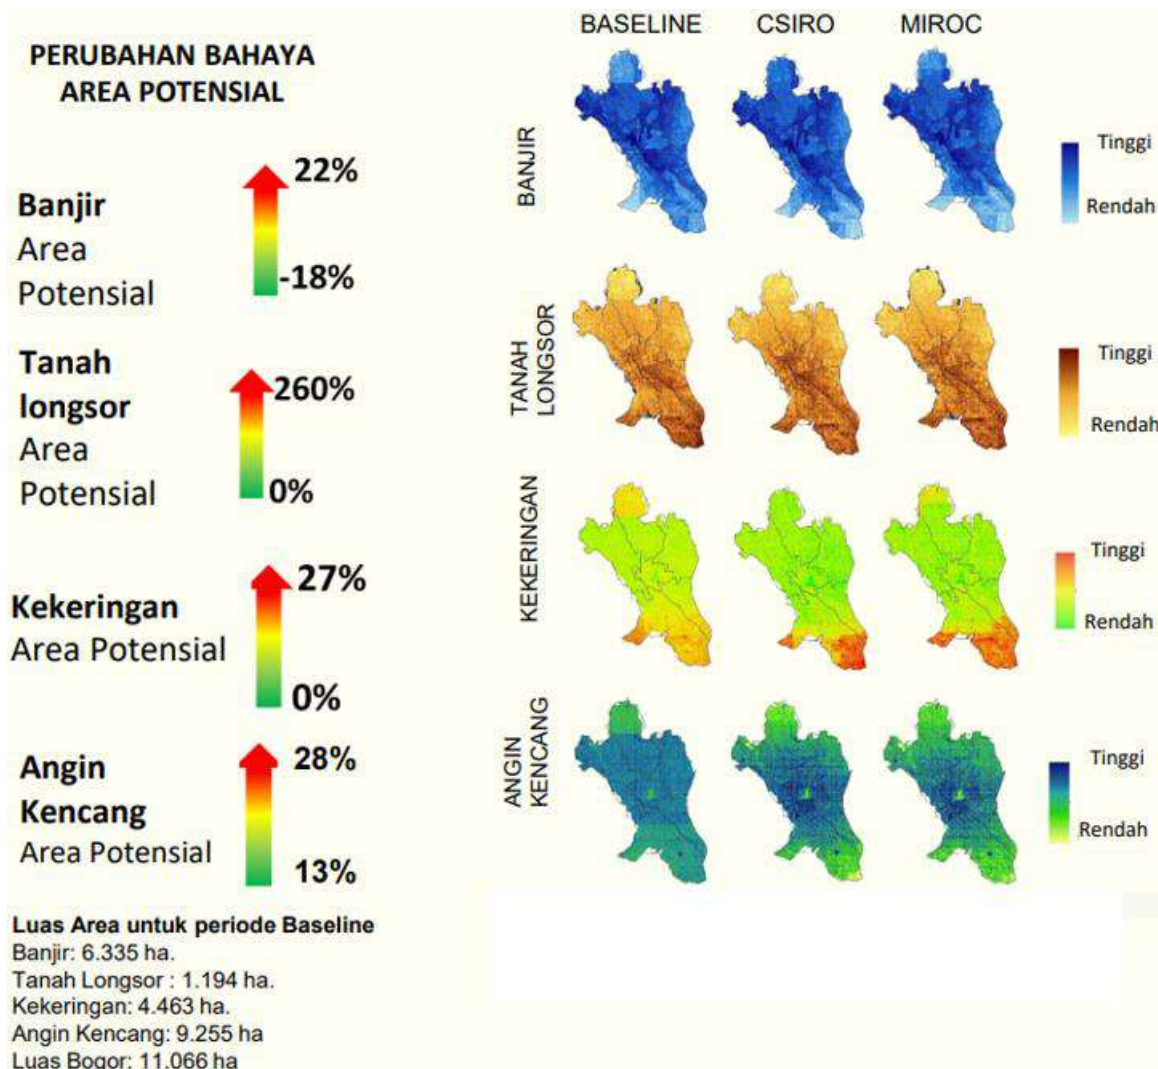 PERUBAHAN BAHAYA
AREA POTENSIAL
Banjir
Area
Potensial
22%
-18%
Tanah
longsor
Area
Potensial
260%
0%
Kekeringan
Area Potensial
27%
0%
Angin
Kencang
Area Potensial
28%
13%
Luas Area untuk periode Baseline
Banjir: 6.335 ha.
Tanah Longsor : 1.194 ha.
Kekeringan: 4.463 ha.
Angin Kencang: 9.255 ha
Luas Bogor: 11.066 ha
BASELINE CSIRO MIROC
BANJIR
Tinggi
Rendah
TANAH
LONGSOR
Tinggi
Rendah
KEKERINGAN
Tinggi
Rendah
ANGIN
KENCANG
Tinggi
Rendah